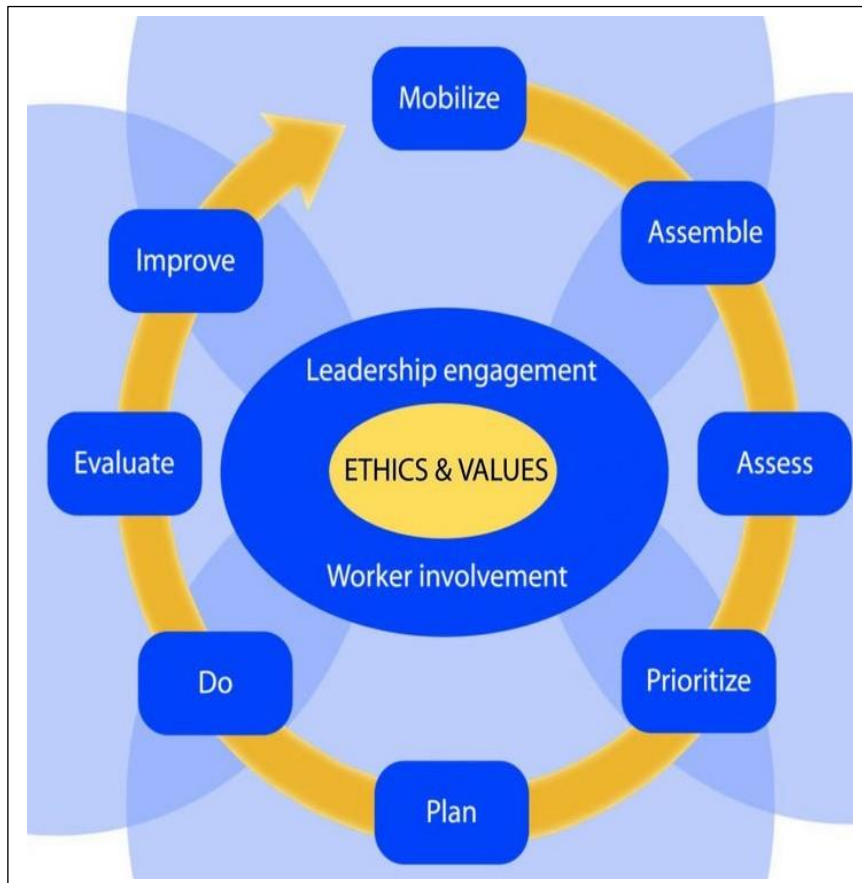 Mobilize
Assemble
Assess
Prioritize
Plan
Do
Evaluate
Improve
Leadership engagement
ETHICS & VALUES
Worker involvement